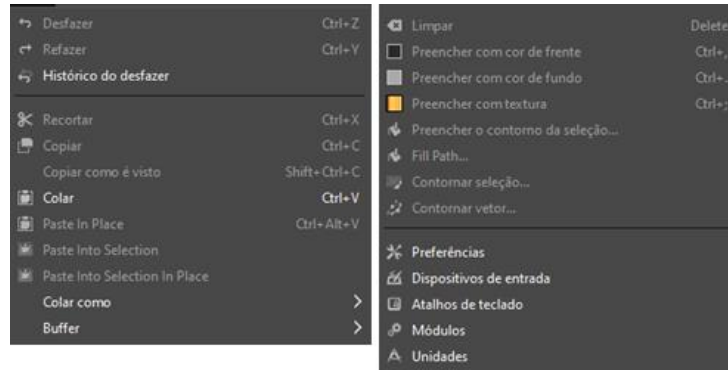 Desfazer Ctrl+Z
Refazer Ctrl+Y
Histórico do desfazer
Recortar Ctrl+X
Copiar Ctrl+C
Copiar como é visto Shift+Ctrl+C
Colar Ctrl+V
Paste In Place Ctrl+Alt+V
Paste Into Selection
Paste Into Selection In Place
Colar como
Buffer
Limpar Delete
Preencher com cor de frente Ctrl+,
Preencher com cor de fundo Ctrl+.
Preencher com textura Ctrl+;
Preencher o contorno da seleção...
Fill Path...
Contornar seleção...
Contornar vetor...
Preferências
Dispositivos de entrada
Atalhos de teclado
Módulos
Unidades